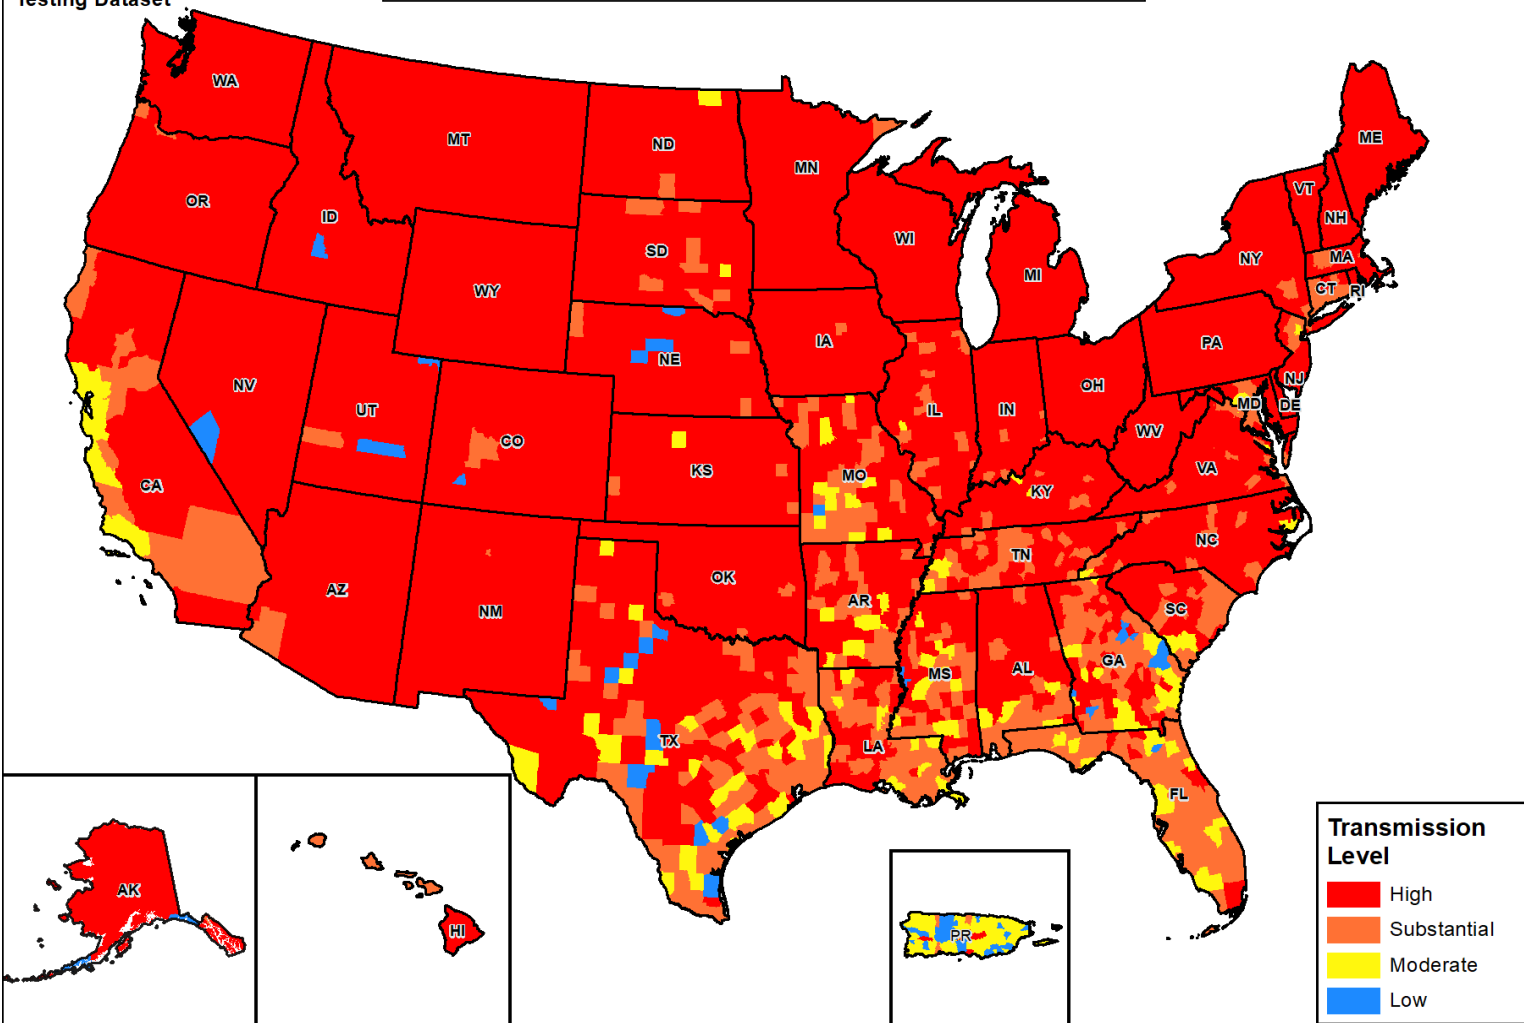 Testing Dataset
WA
MT
ND
MN
ME
OR
ID
SD
WI
MI
VT
NH
NY
MA
CT
RI
WY
IA
NE
PA
NV
UT
CO
IL
IN
OH
NJ
MD
DE
KS
MO
WV
VA
CA
KY
NC
TN
AZ
NM
OK
AR
SC
MS
AL
GA
TX
LA
FL
AK
HI
PR
Transmission
Level
High
Substantial
Moderate
Low